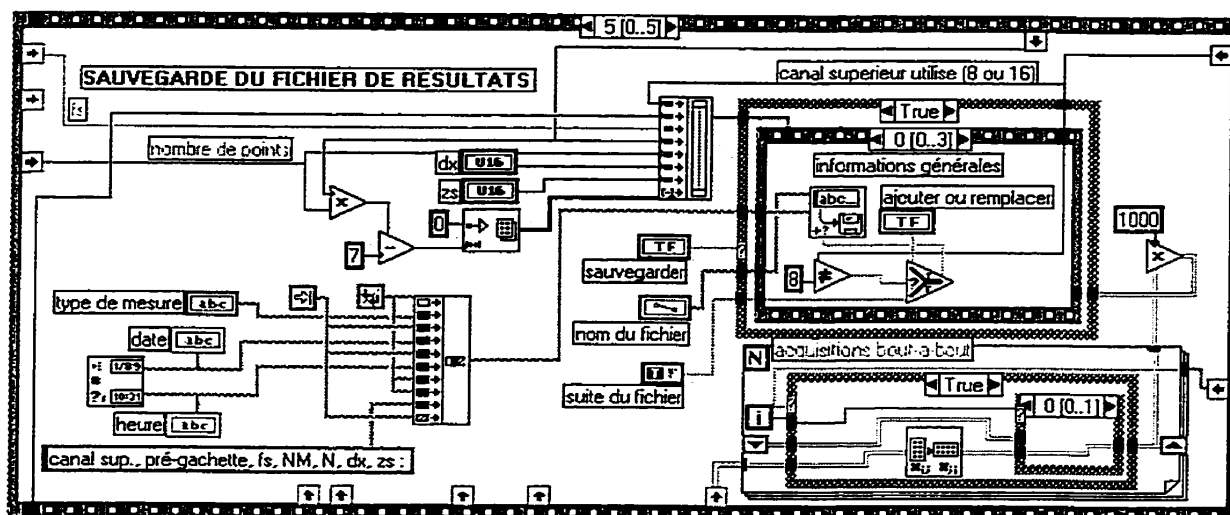 5 [0..5]
SAUVEGARDE DU FICHIER DE RESULTATS
canal superieur utilise (8 ou 16)
fs
True
0 [0..3]
nombre de points
informations générales
dx U16
zs U16
abc
ajouter ou remplacer
TF
0
1000
7
TF
sauvegarder
8
type de mesure abc
nom du fichier
date abc
acquisitions bout-a-bout
N
suite du fichier
True
0 [0..1]
i
heure abc
canal sup., pré-gachette, fs, NM, N, dx, zs :